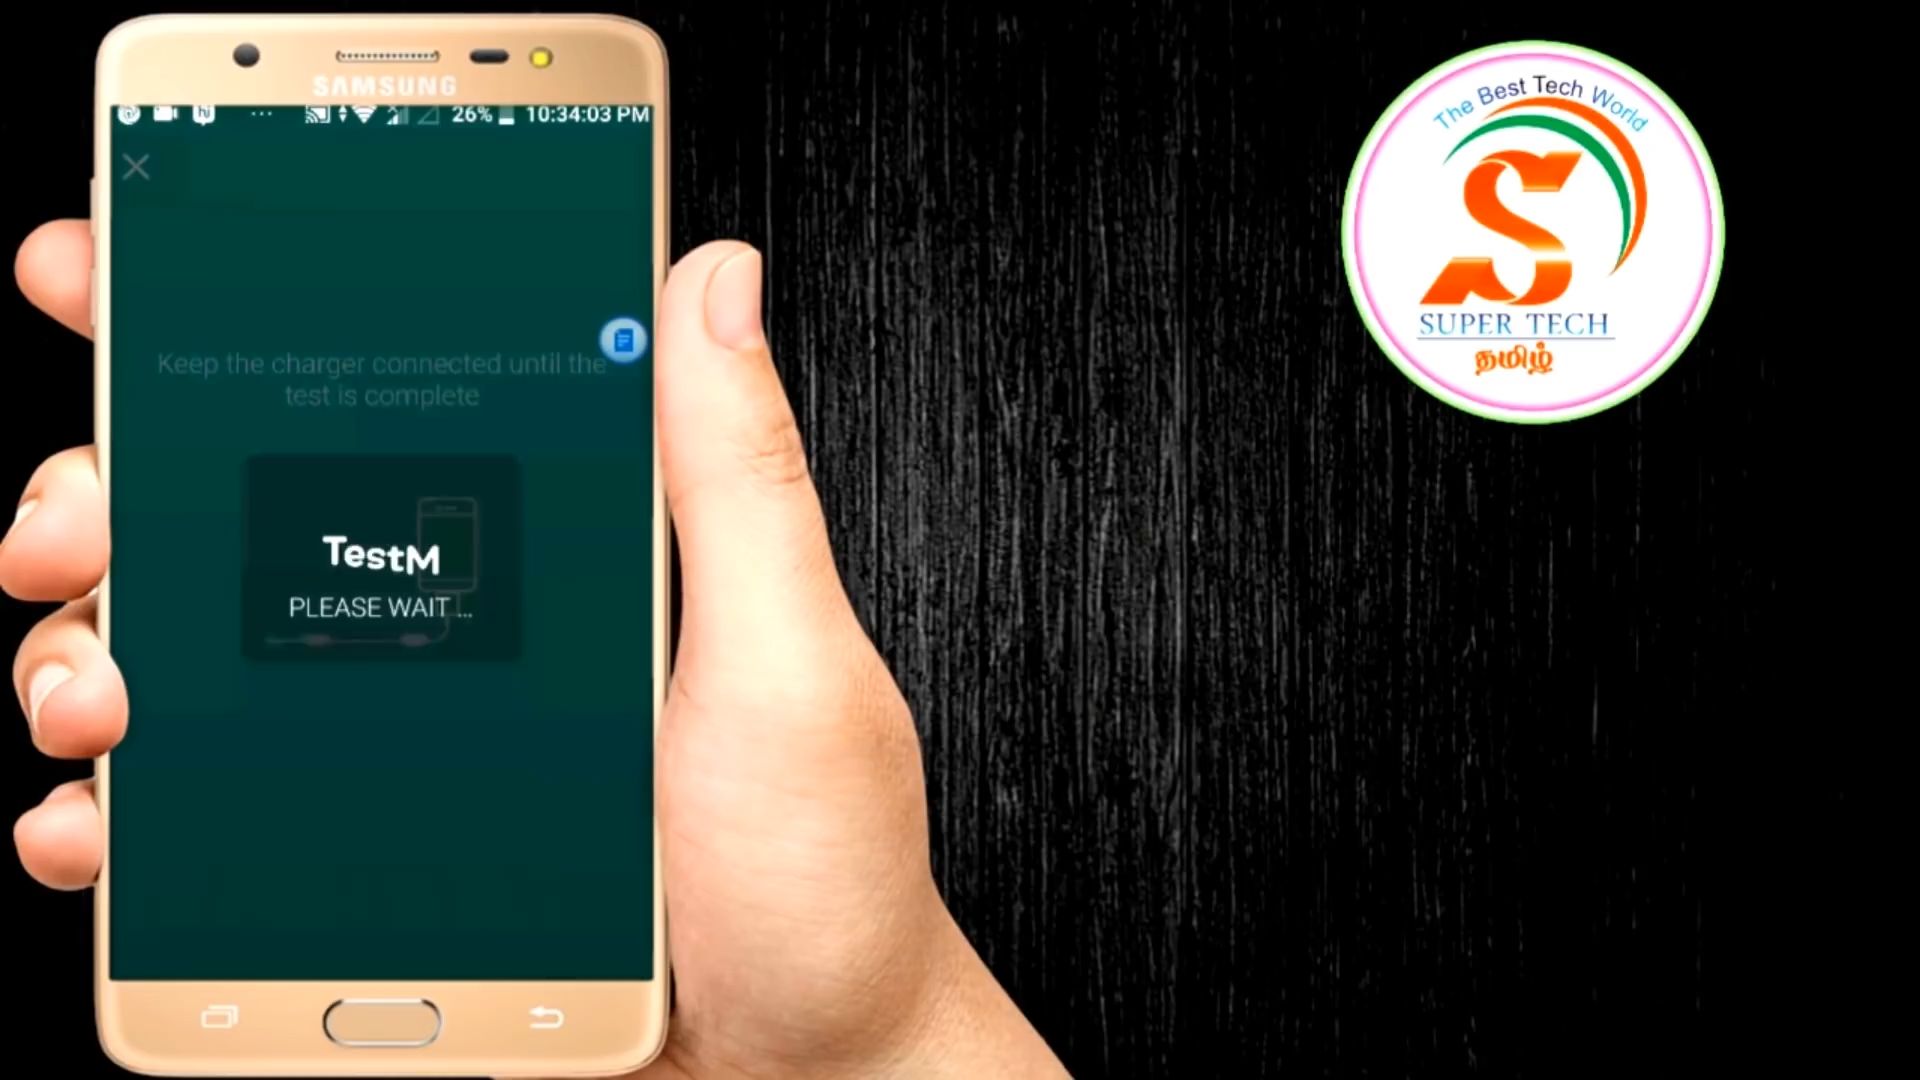 SAMSUNG
hi
26%
10:34:03 PM
Keep the charger connected until the
test is complete
TestM
PLEASE WAIT ...
The Best Tech World
S
SUPER TECH
தமிழ்